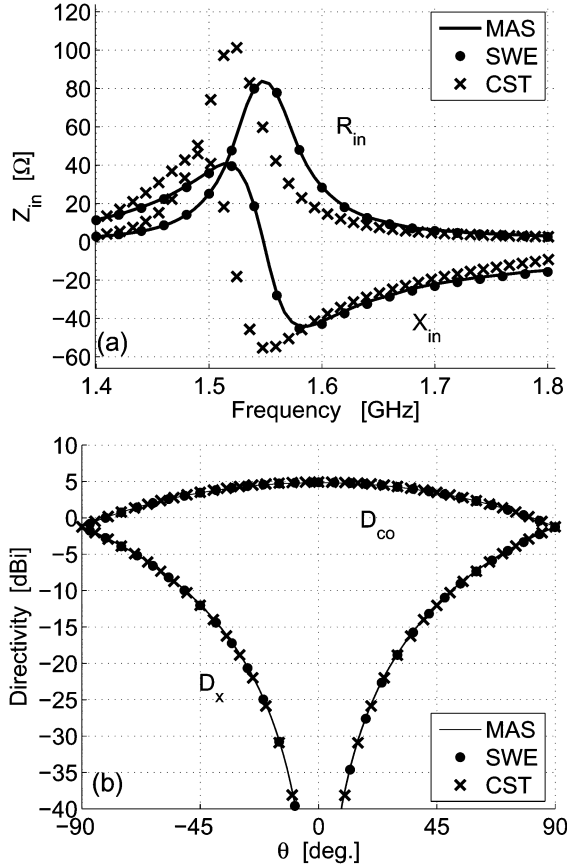 120
100
80
60
40
20
0
−20
−40
−60
Z_in [Ω]
MAS
SWE
CST
R_in
X_in
(a)
1.4 1.5 1.6 1.7 1.8
Frequency [GHz]
10
5
0
−5
−10
−15
−20
−25
−30
−35
−40
Directivity [dBi]
D_co
D_x
MAS
SWE
CST
(b)
−90 −45 0 45 90
θ [deg.]